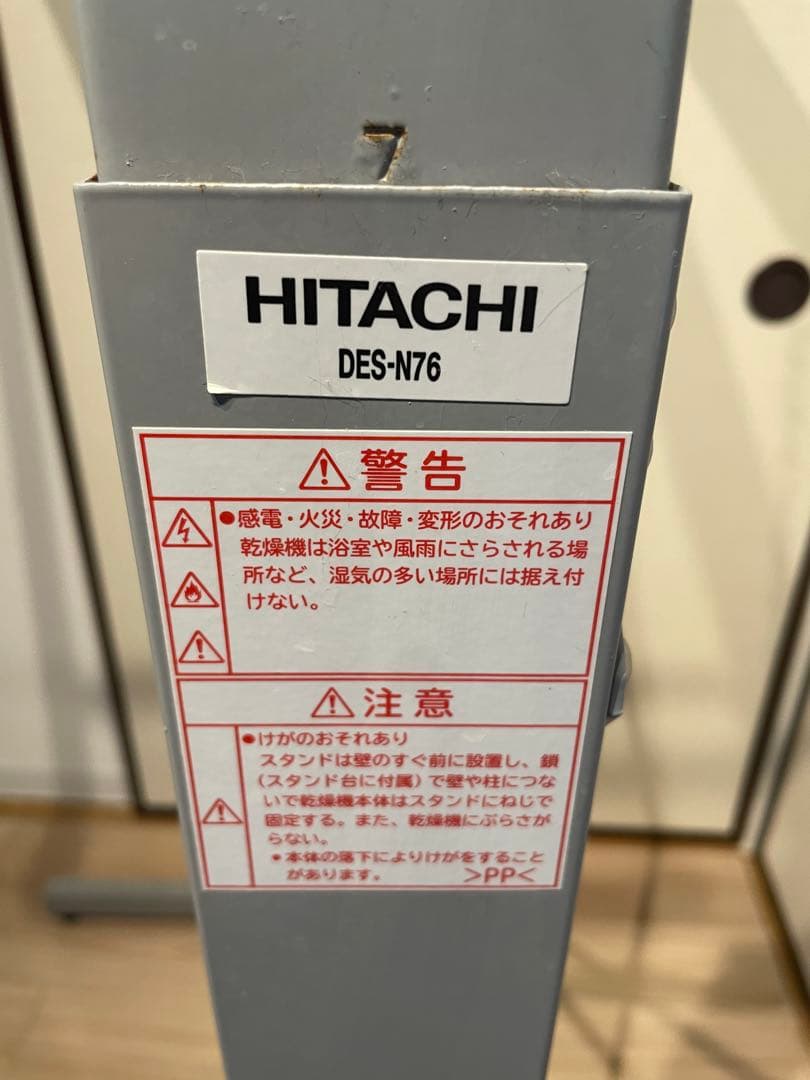 7
HITACHI
DES-N76
警告
●感電・火災・故障・変形のおそれあり
乾燥機は浴室や風雨にさらされる場
所など、湿気の多い場所には据え付
けない。
注意
●けがのおそれあり
スタンドは壁のすぐ前に設置し、鎖
(スタンド台に付属)で壁や柱につな
いで乾燥機本体はスタンドにねじで
固定する。また、乾燥機にぶらさが
らない。
●本体の落下によりけがをすること
があります。 >PP<